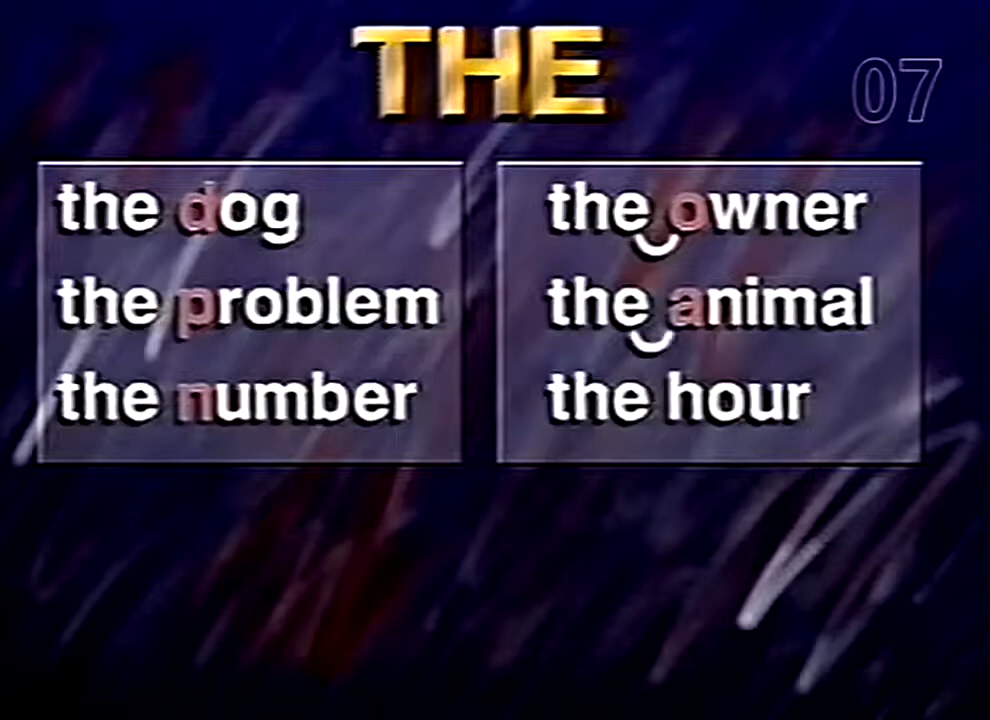 THE
07
the dog
the problem
the number
the owner
the animal
the hour